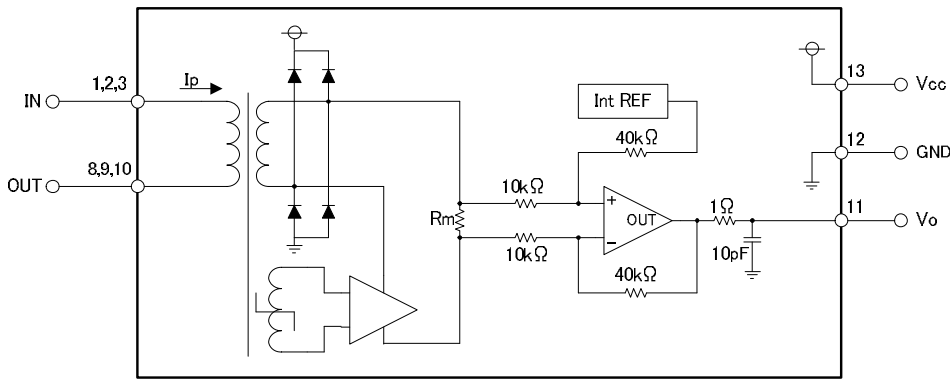 Ip
1,2,3
IN
8,9,10
OUT
Int REF
40kΩ
10kΩ
+
OUT
1Ω
Rm
−
10kΩ
10pF
40kΩ
13
Vcc
12
GND
11
Vo